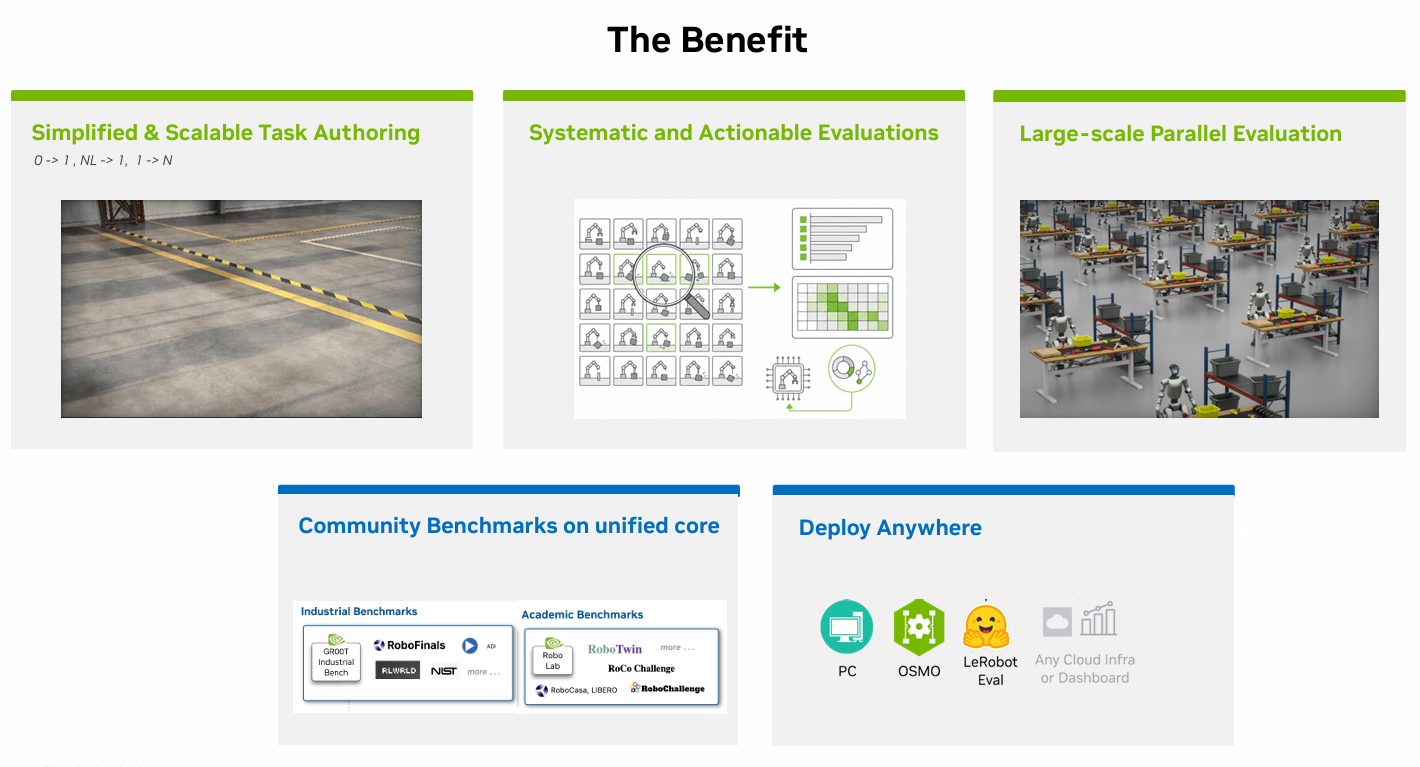 The Benefit
Simplified & Scalable Task Authoring
0 -> 1 , NL -> 1, 1 -> N
Systematic and Actionable Evaluations
Large-scale Parallel Evaluation
Community Benchmarks on unified core
Industrial Benchmarks
GR00T
Industrial
Bench
RoboFinals
ADI
RLWRLD
NIST
more ...
Academic Benchmarks
Robo
Lab
RoboTwin
more ...
RoCo Challenge
RoboCasa, LIBERO
RoboChallenge
Deploy Anywhere
PC
OSMO
LeRobot
Eval
Any Cloud Infra
or Dashboard